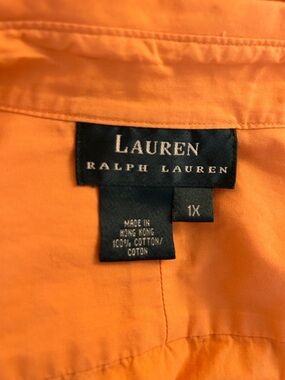 LAUREN
RALPH LAUREN
1X
MADE IN
HONG KONG
100% COTTON/
COTON